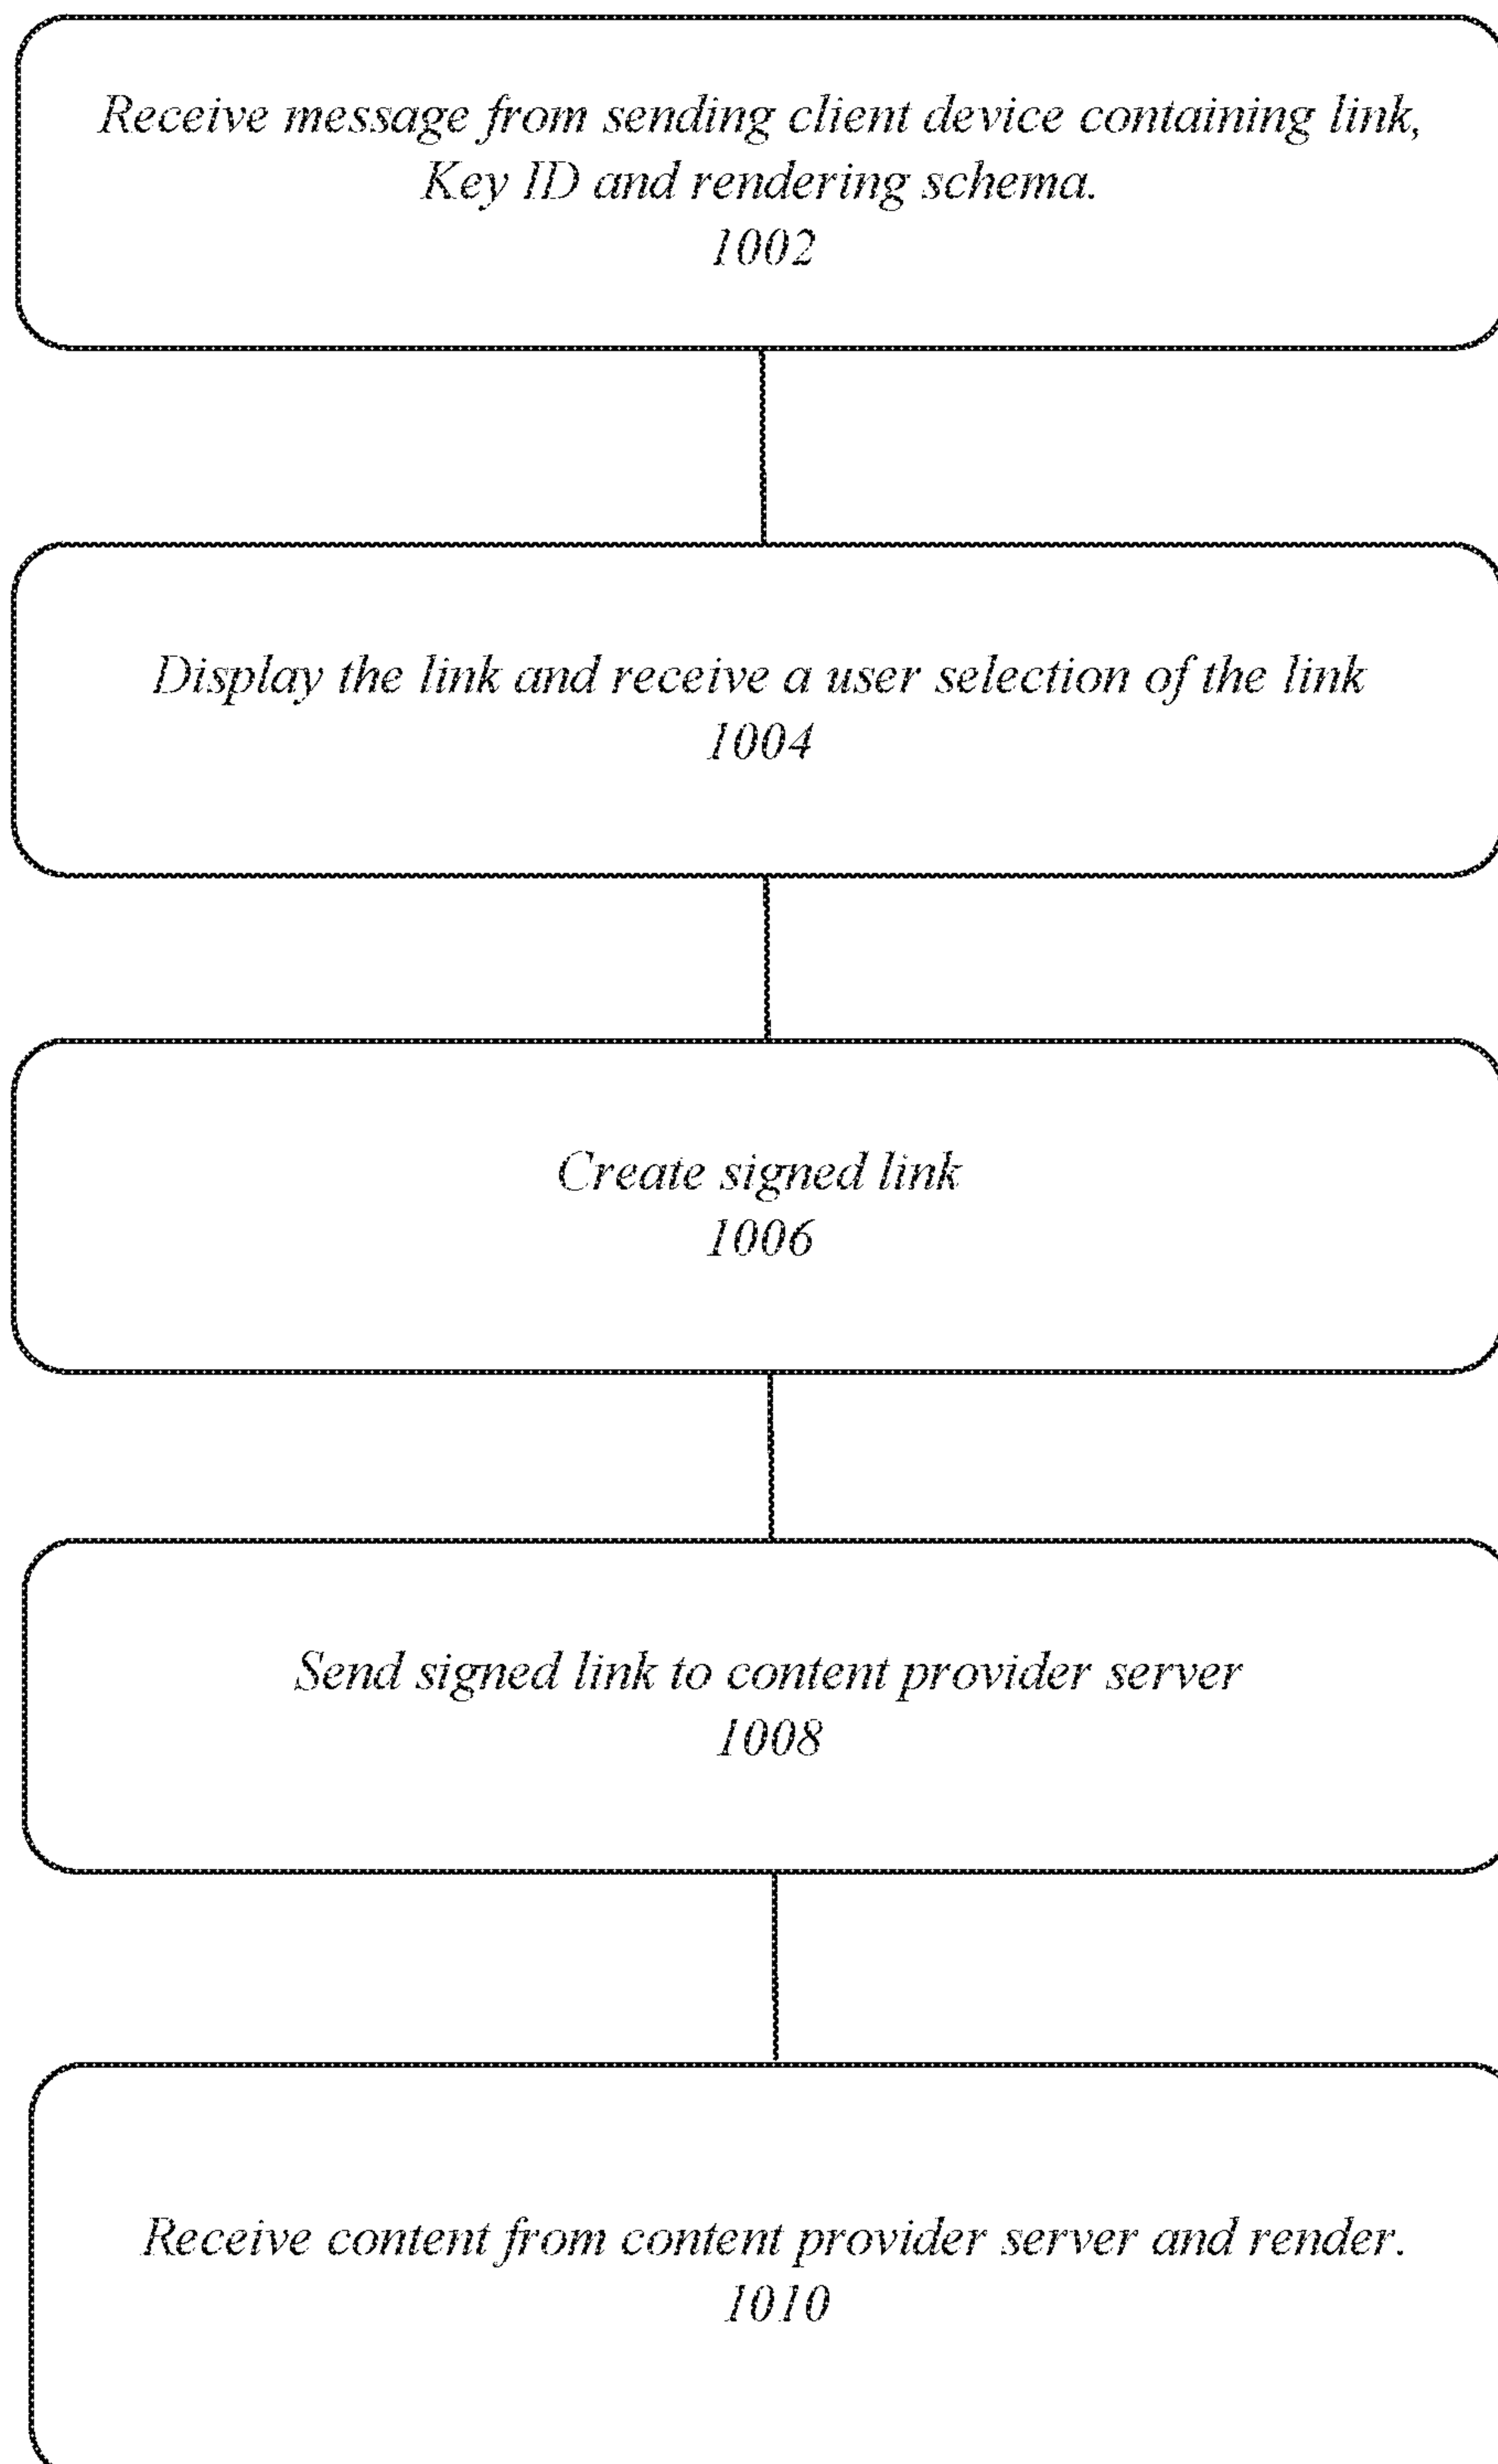 Receive message from sending client device containing link,
Key ID and rendering schema.
1002
Display the link and receive a user selection of the link
1004
Create signed link
1006
Send signed link to content provider server
1008
Receive content from content provider server and render.
1010